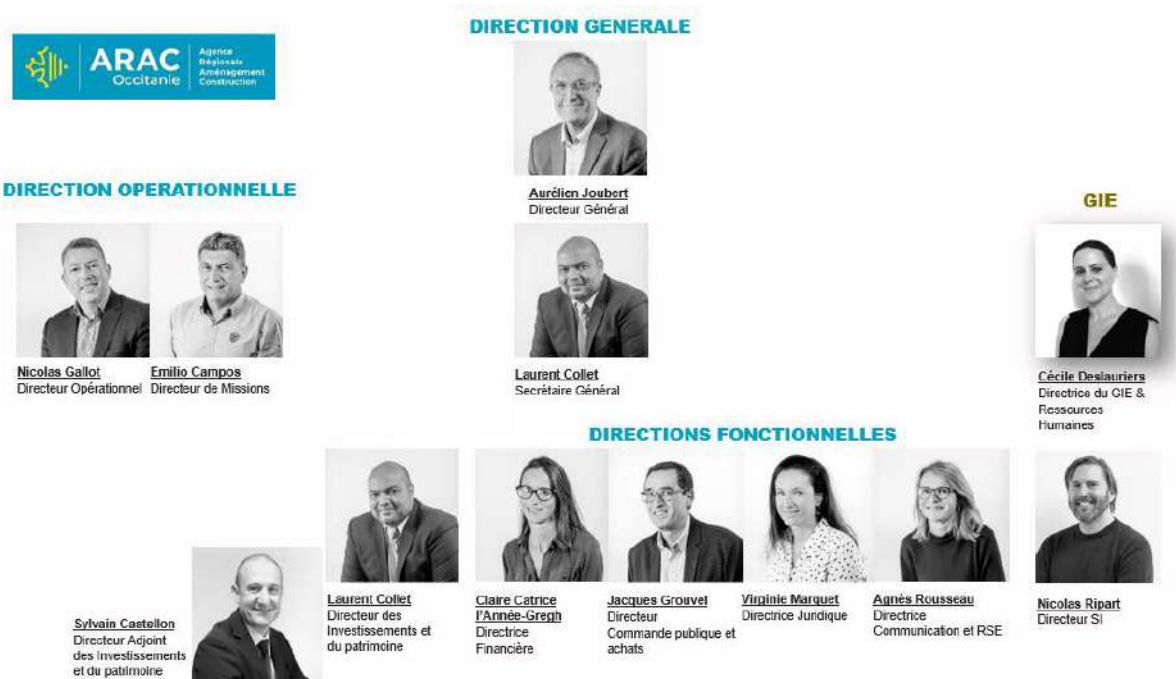 DIRECTION GENERALE
ARAC
Occitanie
Agence
Régionale
Aménagement
Construction
Aurélien Joubert
Directeur Général
DIRECTION OPERATIONNELLE
GIE
Nicolas Gallot
Directeur Opérationnel
Emilio Campos
Directeur de Missions
Laurent Collet
Secrétaire Général
Cécile Deslauriers
Directrice du GIE &
Ressources
Humaines
DIRECTIONS FONCTIONNELLES
Sylvain Castellon
Directeur Adjoint
des Investissements
et du patrimoine
Laurent Collet
Directeur des
Investissements et
du patrimoine
Claire Catrice
l'Année-Gregh
Directrice
Financière
Jacques Grouvel
Directeur
Commande publique et
achats
Virginie Marquet
Directrice Juridique
Agnès Rousseau
Directrice
Communication et RSE
Nicolas Ripart
Directeur SI